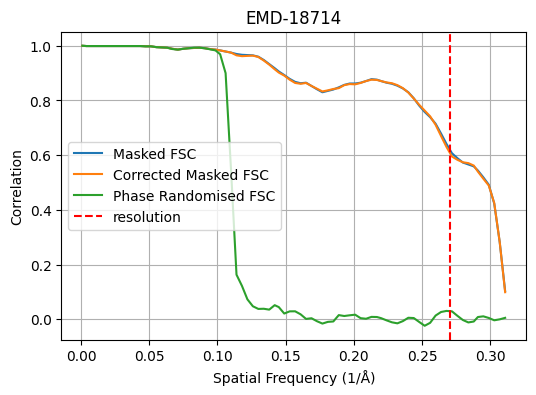 EMD-18714
1.0
0.8
0.6
0.4
0.2
0.0
Correlation
Masked FSC
Corrected Masked FSC
Phase Randomised FSC
resolution
0.00
0.05
0.10
0.15
0.20
0.25
0.30
Spatial Frequency (1/Å)